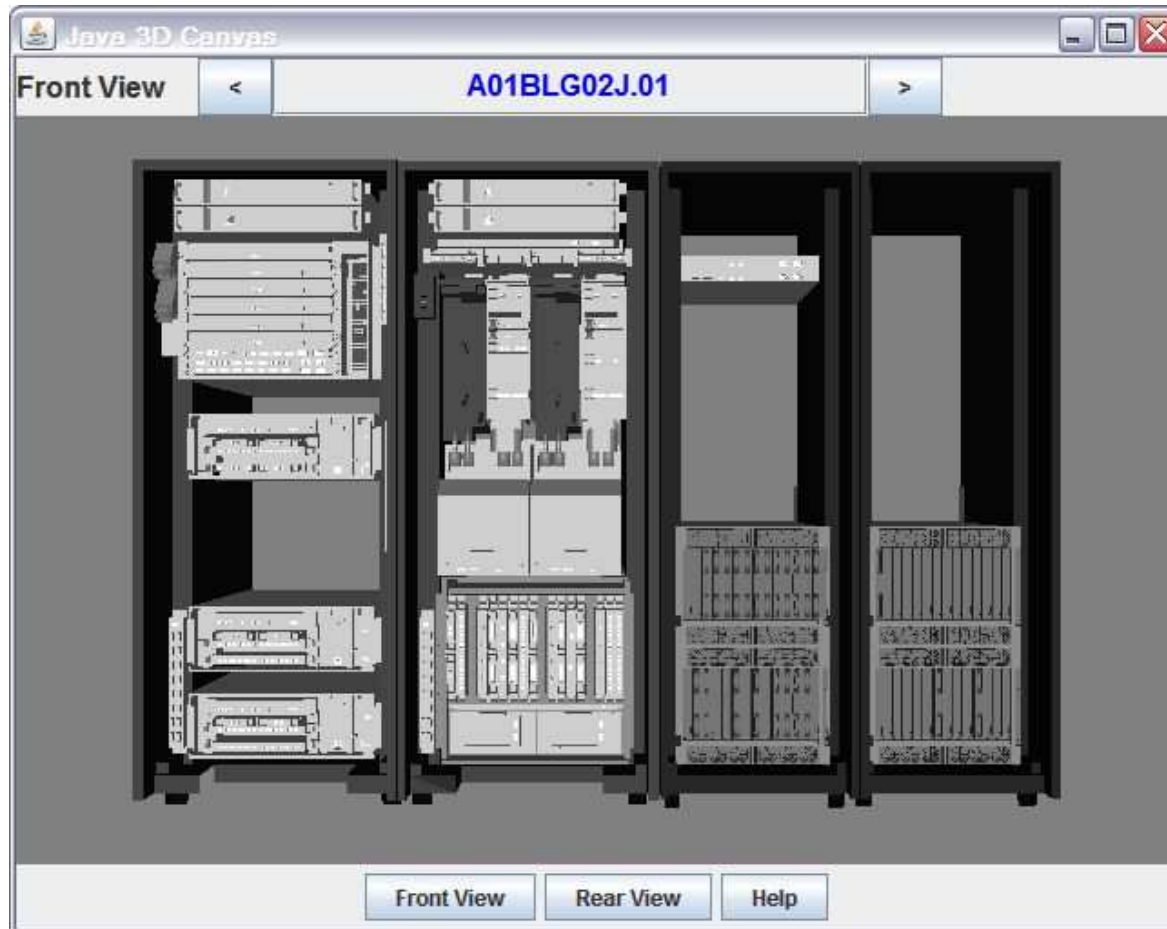 Java 3D Canvas
Front View
<
A01BLG02J.01
>
Front View
Rear View
Help